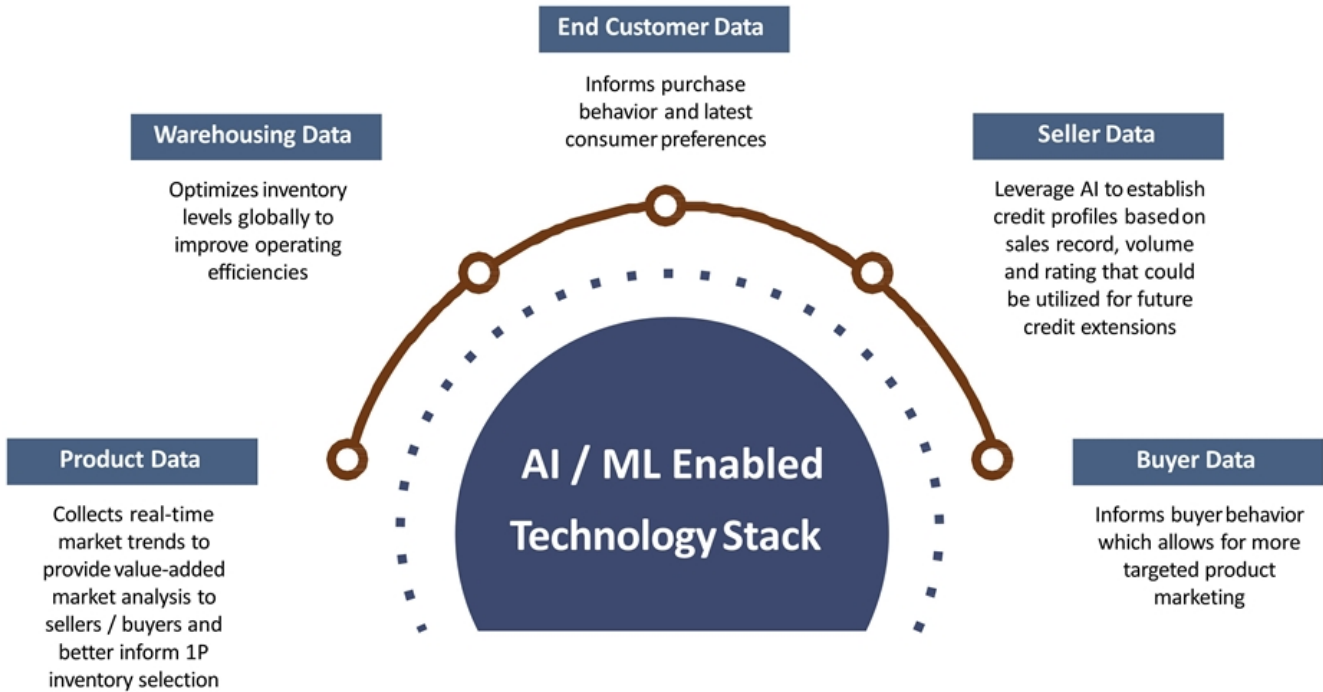 End Customer Data
Informs purchase
behavior and latest
consumer preferences
Warehousing Data
Optimizes inventory
levels globally to
improve operating
efficiencies
Seller Data
Leverage AI to establish
credit profiles based on
sales record, volume
and rating that could
be utilized for future
credit extensions
Product Data
Collects real-time
market trends to
provide value-added
market analysis to
sellers / buyers and
better inform 1P
inventory selection
AI / ML Enabled
Technology Stack
Buyer Data
Informs buyer behavior
which allows for more
targeted product
marketing